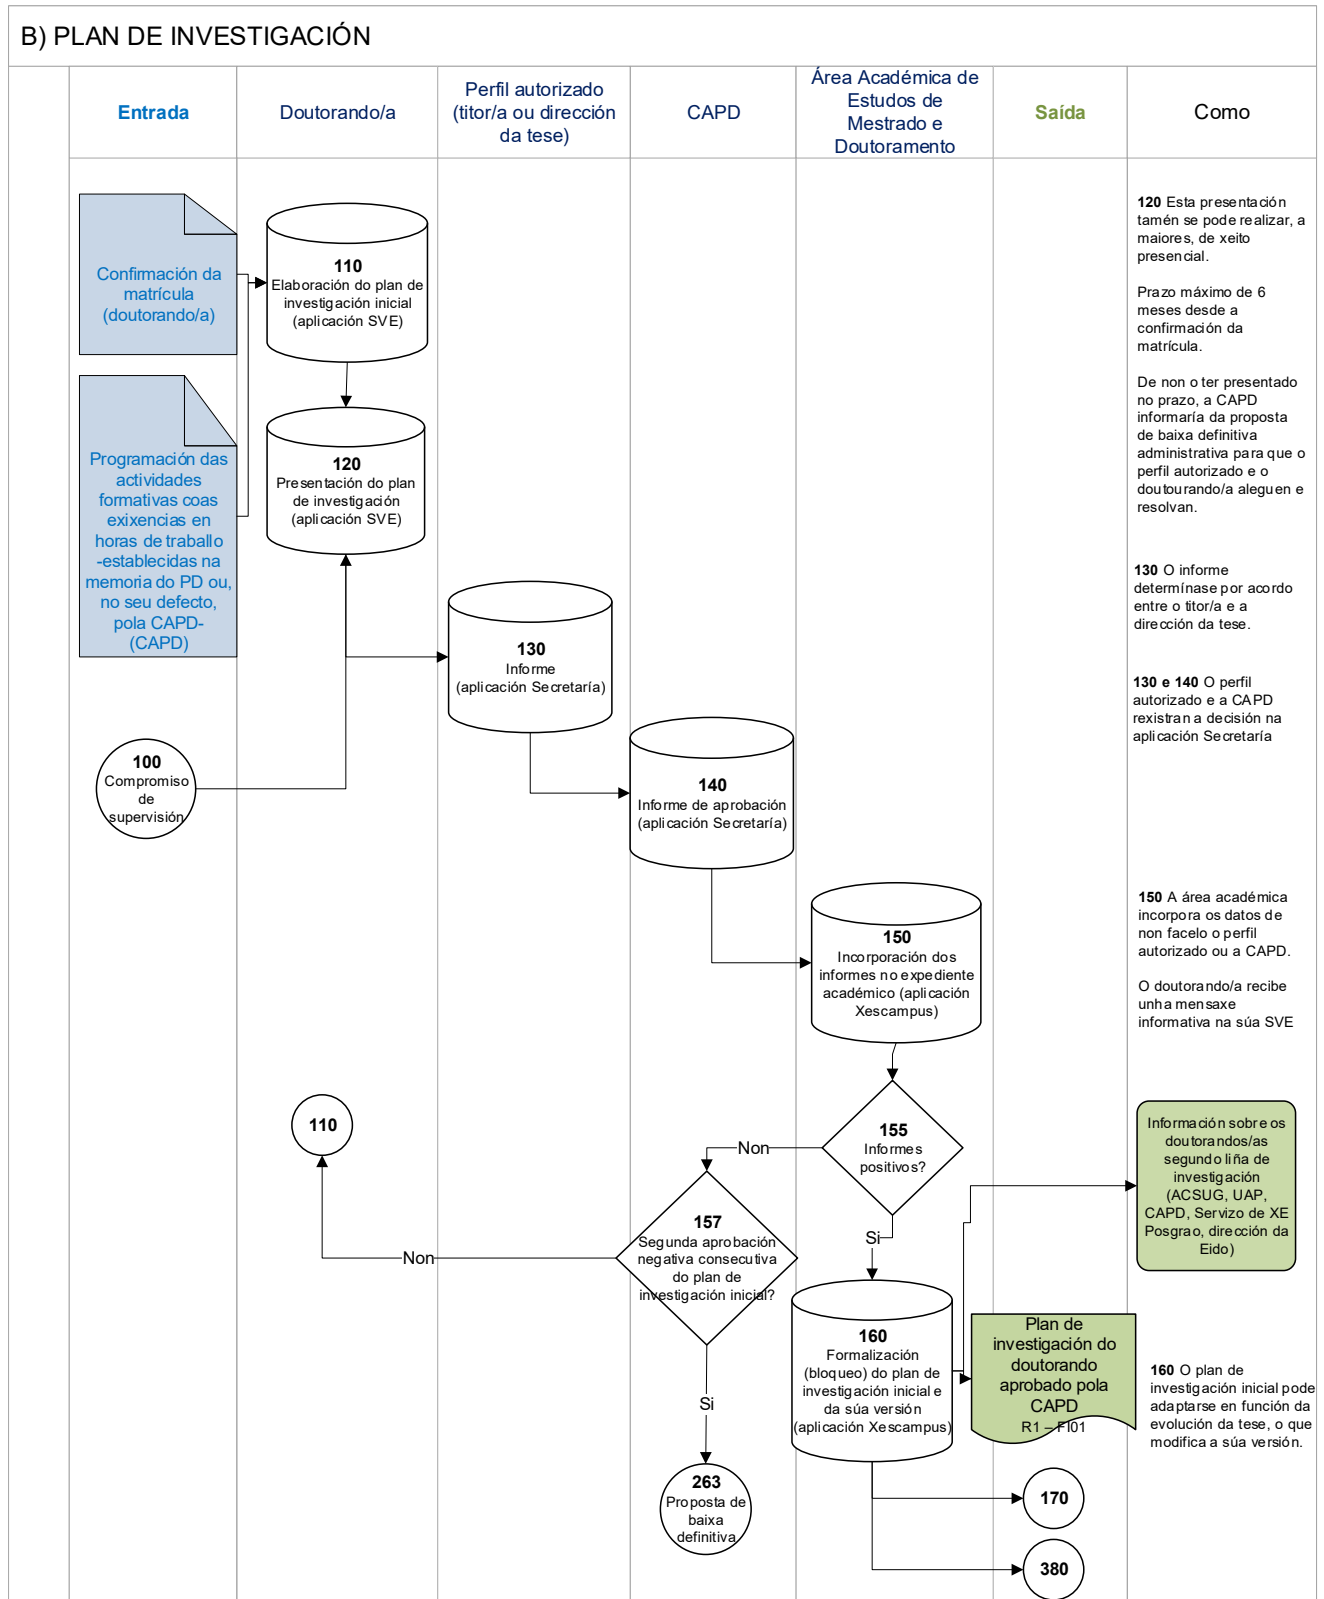 B) PLAN DE INVESTIGACIÓN
Entrada
Doutorando/a
Perfil autorizado
(titor/a ou dirección
da tese)
CAPD
Área Académica de
Estudos de
Mestrado e
Doutoramento
Saída
Como
Confirmación da
matrícula
(doutorando/a)
Programación das
actividades
formativas coas
exixencias en
horas de traballo
-establecidas na
memoria do PD ou,
no seu defecto,
pola CAPD-
(CAPD)
100
Compromiso
de
supervisión
110
Elaboración do plan de
investigación inicial
(aplicación SVE)
120
Presentación do plan
de investigación
(aplicación SVE)
130
Informe
(aplicación Secretaría)
140
Informe de aprobación
(aplicación Secretaría)
150
Incorporación dos
informes no expediente
académico (aplicación
Xescampus)
155
Informes
positivos?
Non
Si
157
Segunda aprobación
negativa consecutiva
do plan de
investigación inicial?
Non
110
Si
263
Proposta de
baixa
definitiva
160
Formalización
(bloqueo) do plan de
investigación inicial e
da súa versión
(aplicación Xescampus)
Plan de
investigación do
doutorando
aprobado pola
CAPD
R1 – FI01
170
380
120 Esta presentación
tamén se pode realizar, a
maiores, de xeito
presencial.
Prazo máximo de 6
meses desde a
confirmación da
matrícula.
De non o ter presentado
no prazo, a CAPD
informaría da proposta
de baixa definitiva
administrativa para que o
perfil autorizado e o
doutourando/a aleguen e
resolvan.
130 O informe
determínase por acordo
entre o titor/a e a
dirección da tese.
130 e 140 O perfil
autorizado e a CAPD
rexistran a decisión na
aplicación Secretaría
150 A área académica
incorpora os datos de
non facelo o perfil
autorizado ou a CAPD.
O doutorando/a recibe
unha mensaxe
informativa na súa SVE
Información sobre os
doutorandos/as
segundo liña de
investigación
(ACSUG, UAP,
CAPD, Servizo de XE
Posgrao, dirección da
Eido)
160 O plan de
investigación inicial pode
adaptarse en función da
evolución da tese, o que
modifica a súa versión.